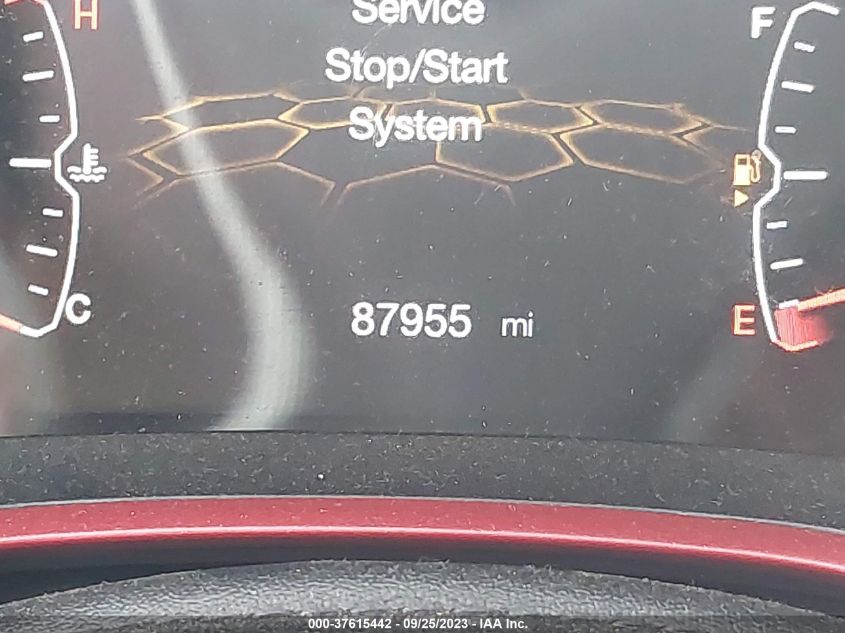 Service
H
F
Stop/Start
System
C
87955 mi
E
000-37615442 - 09/25/2023 - IAA Inc.